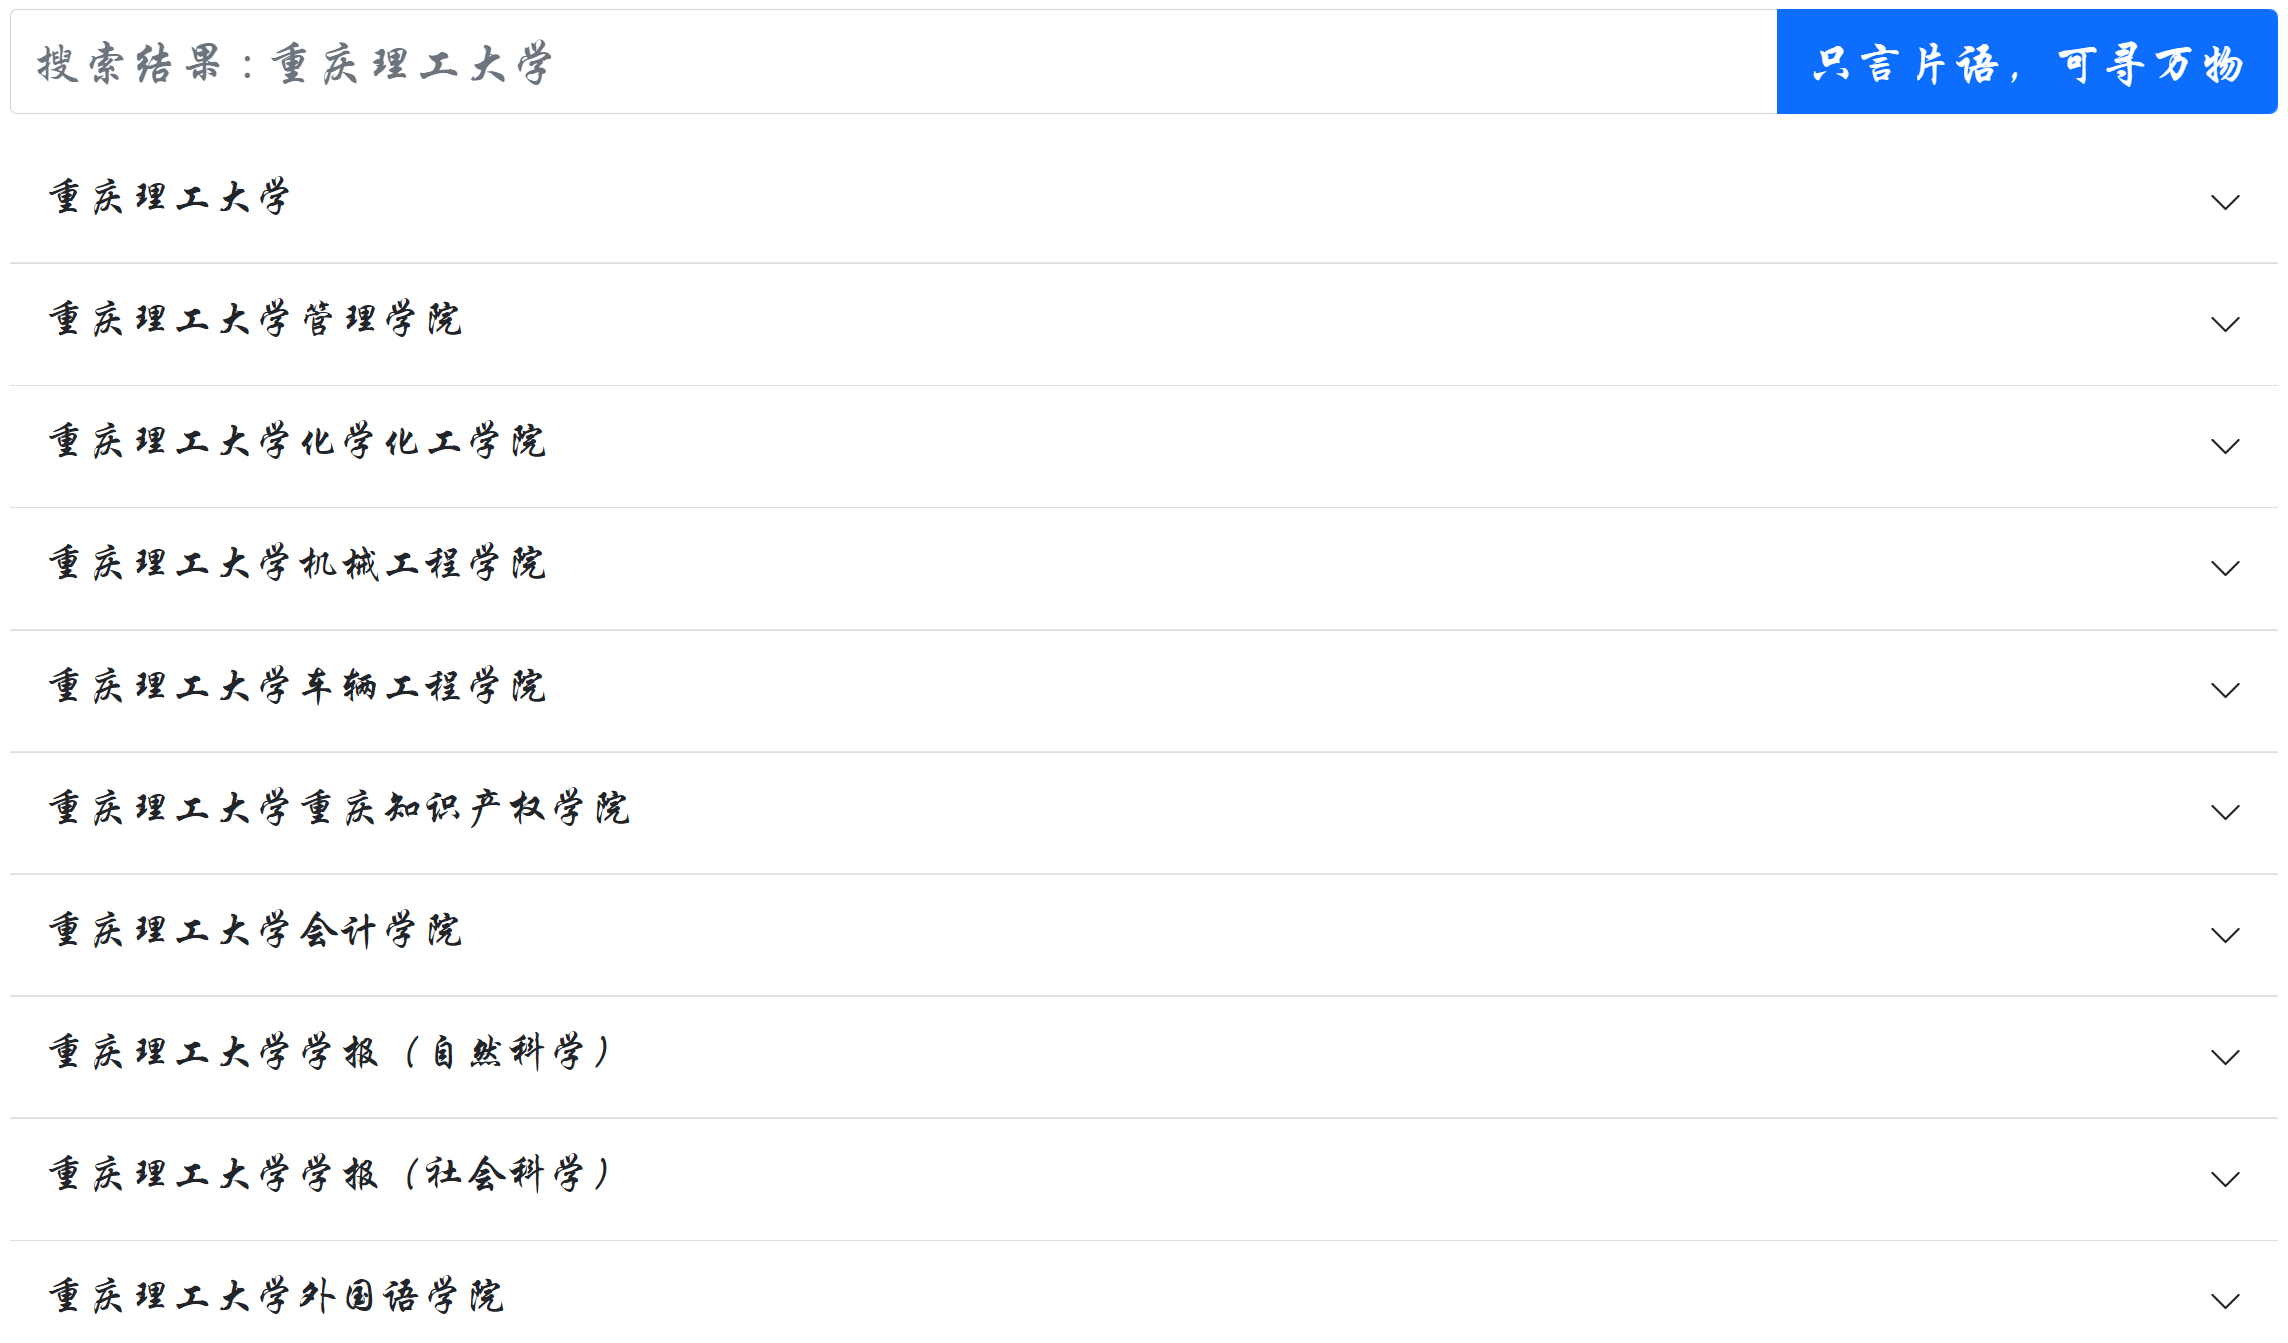 搜索结果：重庆理工大学
只言片语，可寻万物
重庆理工大学
重庆理工大学管理学院
重庆理工大学化学化工学院
重庆理工大学机械工程学院
重庆理工大学车辆工程学院
重庆理工大学重庆知识产权学院
重庆理工大学会计学院
重庆理工大学学报（自然科学）
重庆理工大学学报（社会科学）
重庆理工大学外国语学院